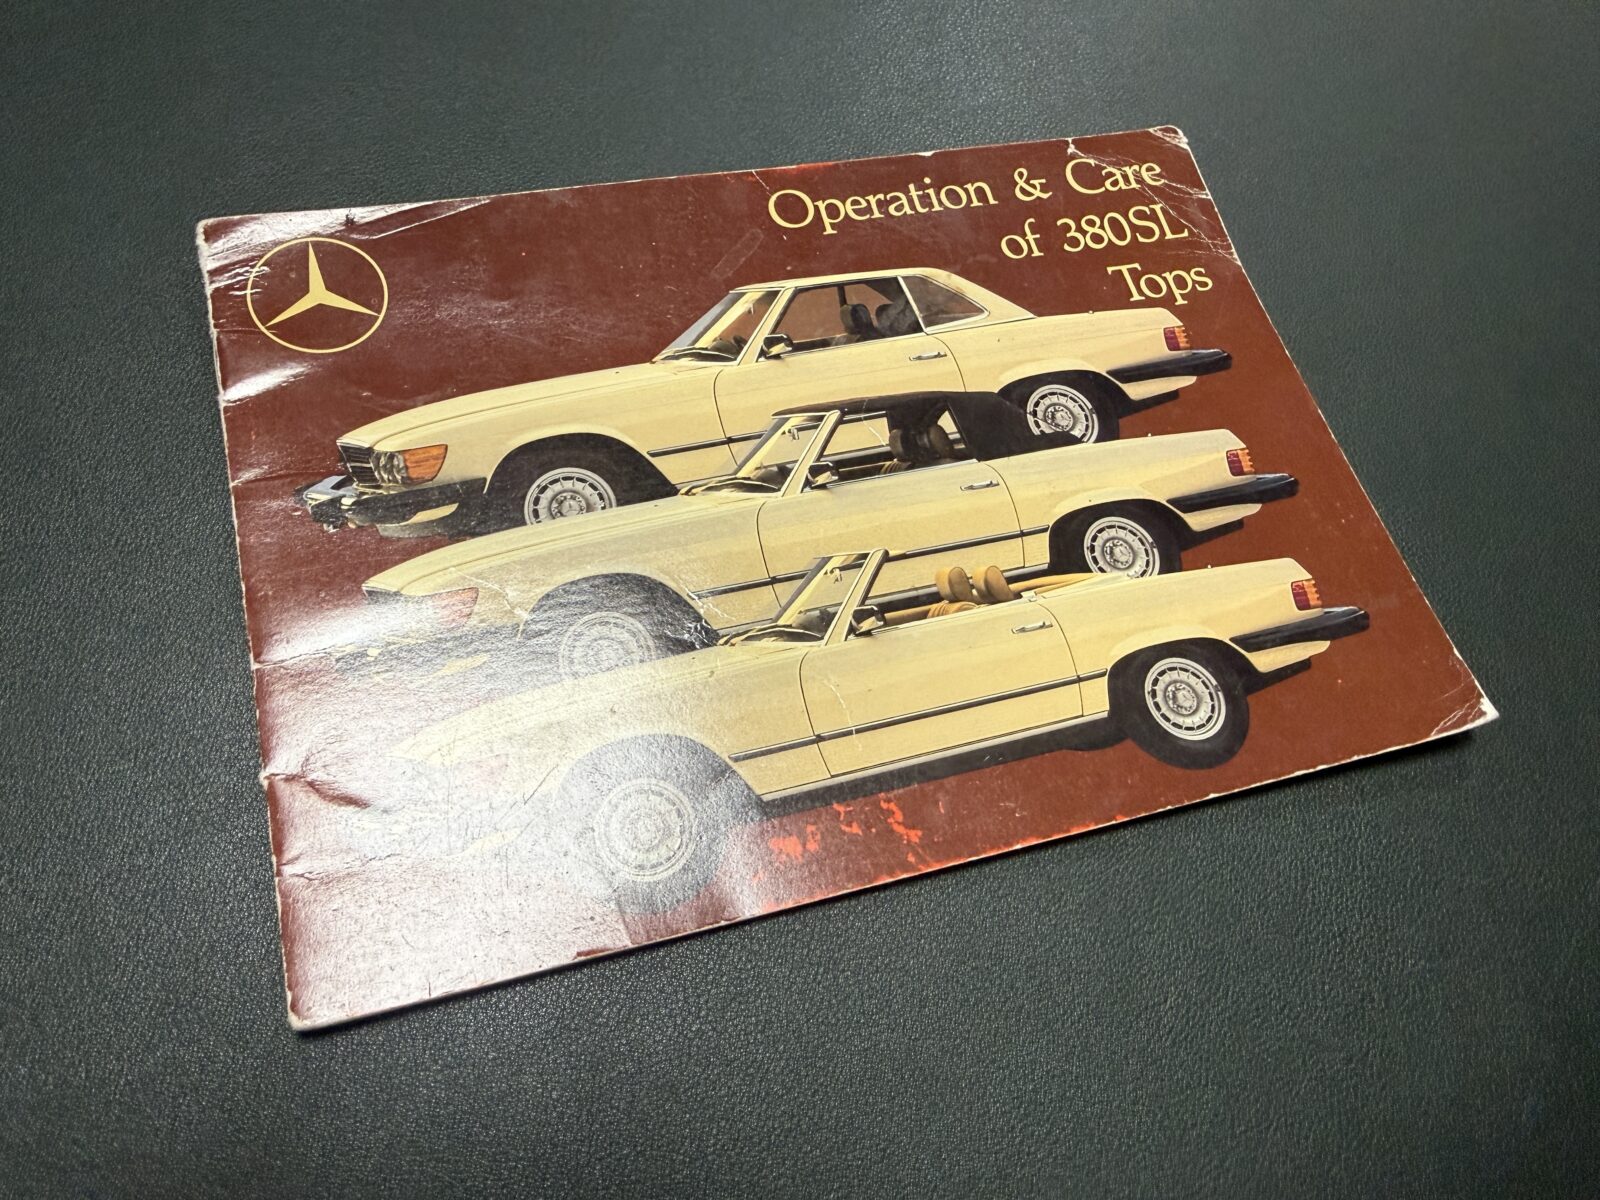 Operation & Care
of 380SL
Tops